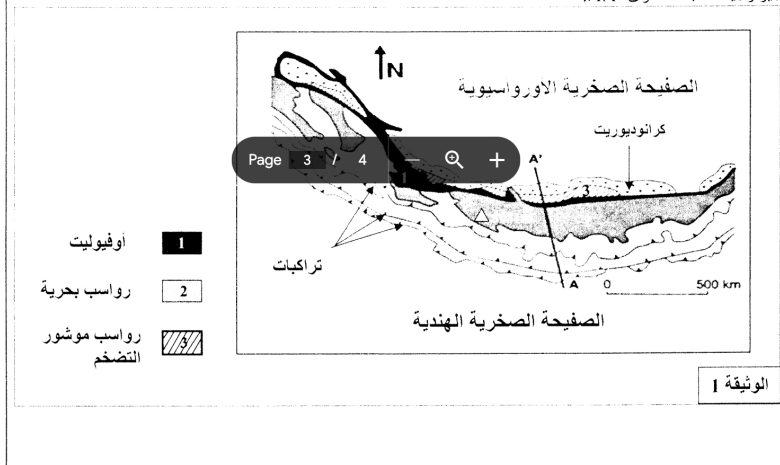 N
الصفيحة الصخرية الاوراسيوية
كرانوديوريت
Page 3 / 4
A'
1
3
تراكبات
A
0 500 km
الصفيحة الصخرية الهندية
1 أوفيوليت
2 رواسب بحرية
3 رواسب موشور
التضخم
الوثيقة 1